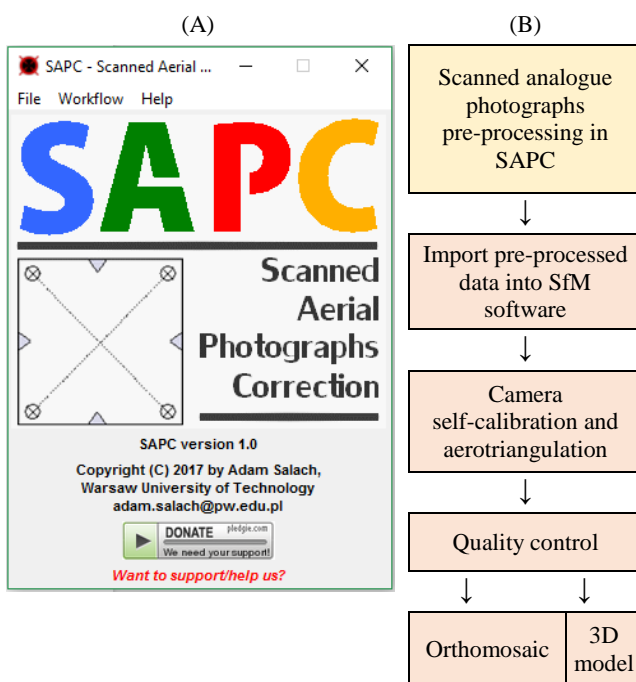 (A)
SAPC - Scanned Aerial ...
File Workflow Help
SAPC
Scanned
Aerial
Photographs
Correction
SAPC version 1.0
Copyright (C) 2017 by Adam Salach,
Warsaw University of Technology
adam.salach@pw.edu.pl
DONATE pledgie.com
We need your support!
Want to support/help us?
(B)
Scanned analogue
photographs
pre-processing in
SAPC
↓
Import pre-processed
data into SfM
software
↓
Camera
self-calibration and
aerotriangulation
↓
Quality control
↓ ↓
Orthomosaic
3D
model